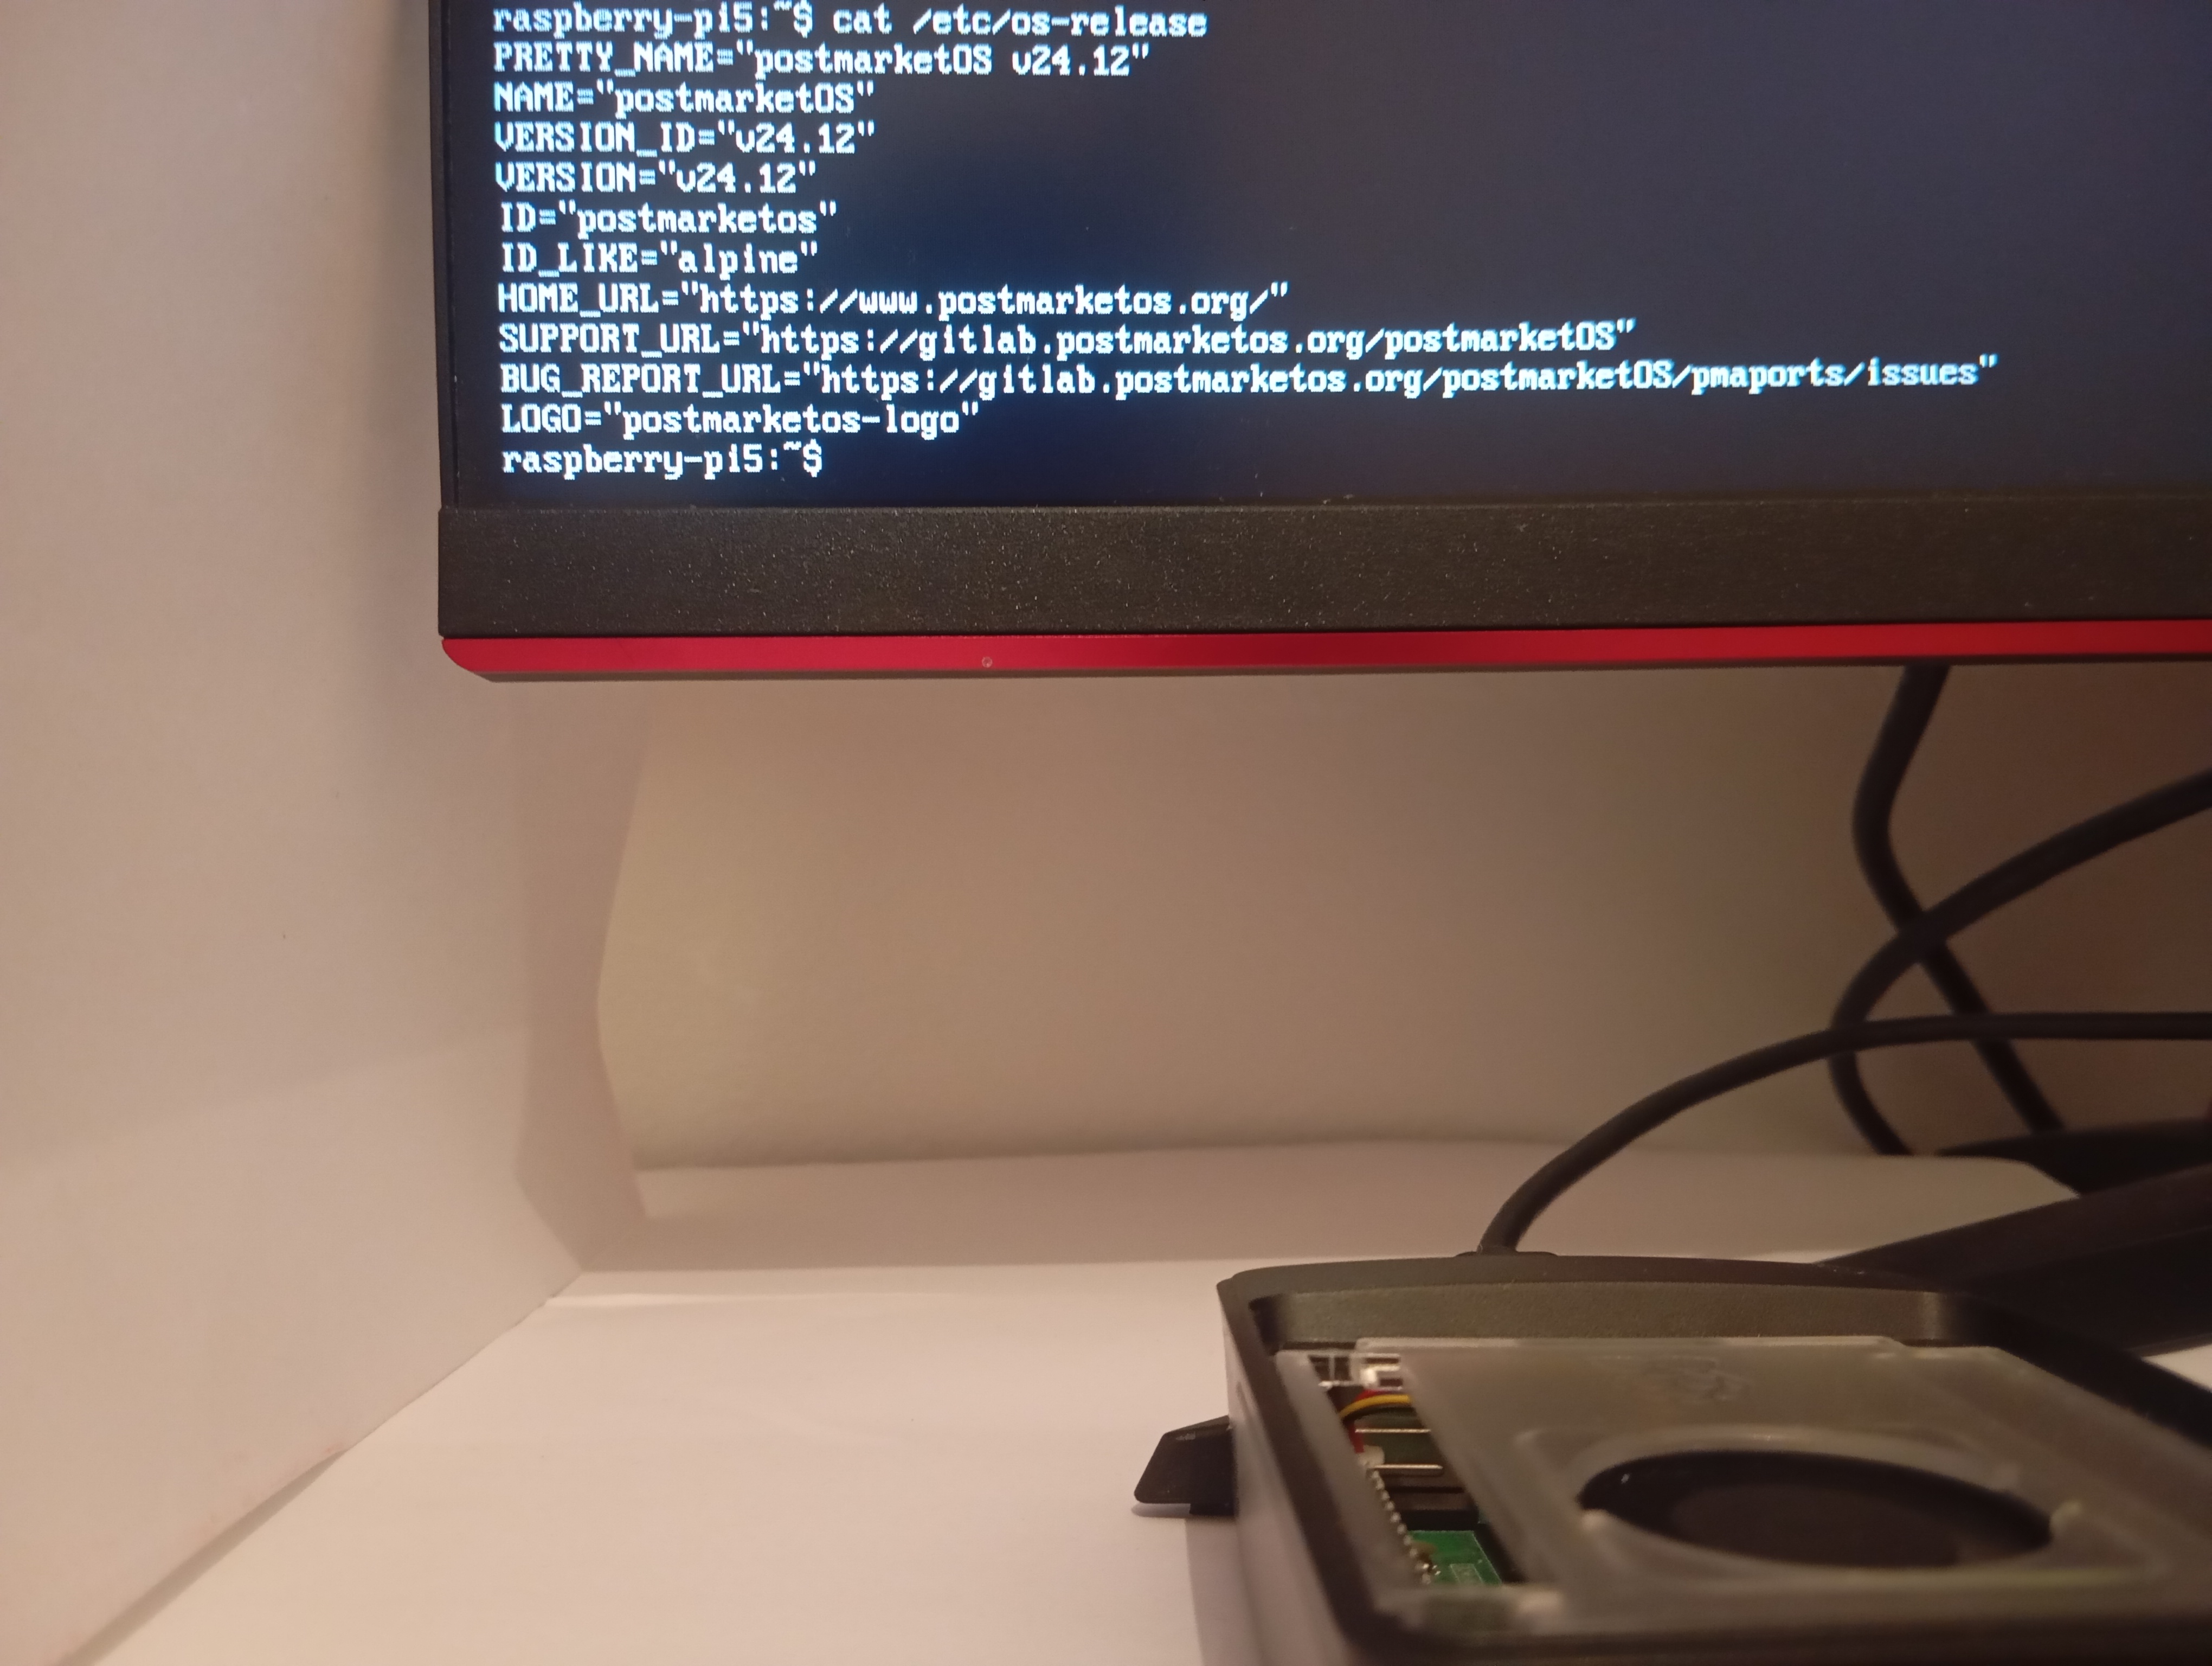 raspberry-pi5:~$ cat /etc/os-release
PRETTY_NAME="postmarketOS v24.12"
NAME="postmarketOS"
VERSION_ID="v24.12"
VERSION="v24.12"
ID="postmarketos"
ID_LIKE="alpine"
HOME_URL="https://www.postmarketos.org/"
SUPPORT_URL="https://gitlab.postmarketos.org/postmarketOS"
BUG_REPORT_URL="https://gitlab.postmarketos.org/postmarketOS/pmaports/issues"
LOGO="postmarketos-logo"
raspberry-pi5:~$